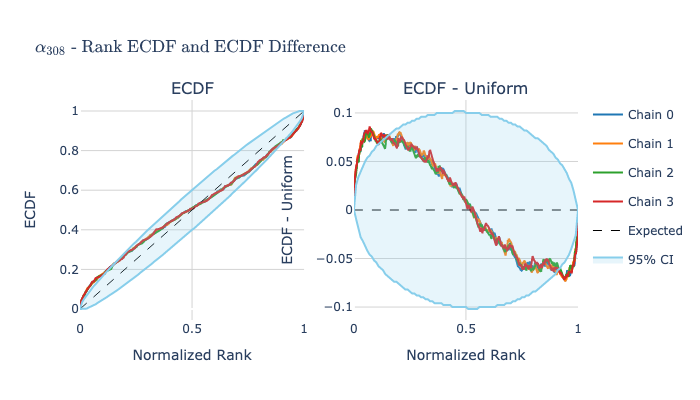 α₃₀₈ - Rank ECDF and ECDF Difference
ECDF
ECDF
1
0.8
0.6
0.4
0.2
0
0
0.5
1
Normalized Rank
ECDF - Uniform
ECDF - Uniform
0.1
0.05
0
−0.05
−0.1
0
0.5
1
Normalized Rank
Chain 0
Chain 1
Chain 2
Chain 3
Expected
95% CI